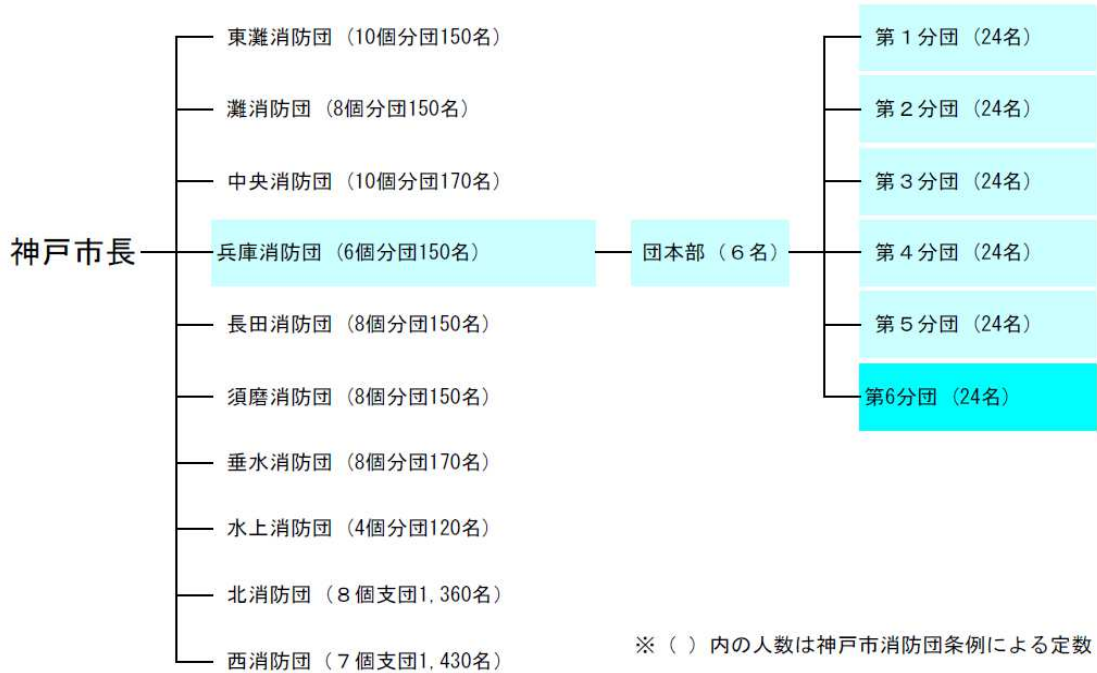 東灘消防団 (10個分団150名)
灘消防団 (8個分団150名)
中央消防団 (10個分団170名)
神戸市長
兵庫消防団 (6個分団150名)
長田消防団 (8個分団150名)
須磨消防団 (8個分団150名)
垂水消防団 (8個分団170名)
水上消防団 (4個分団120名)
北消防団 (８個支団1,360名)
西消防団 (７個支団1,430名)
団本部 (６名)
第１分団 (24名)
第２分団 (24名)
第３分団 (24名)
第４分団 (24名)
第５分団 (24名)
第6分団 (24名)
※ ( ) 内の人数は神戸市消防団条例による定数